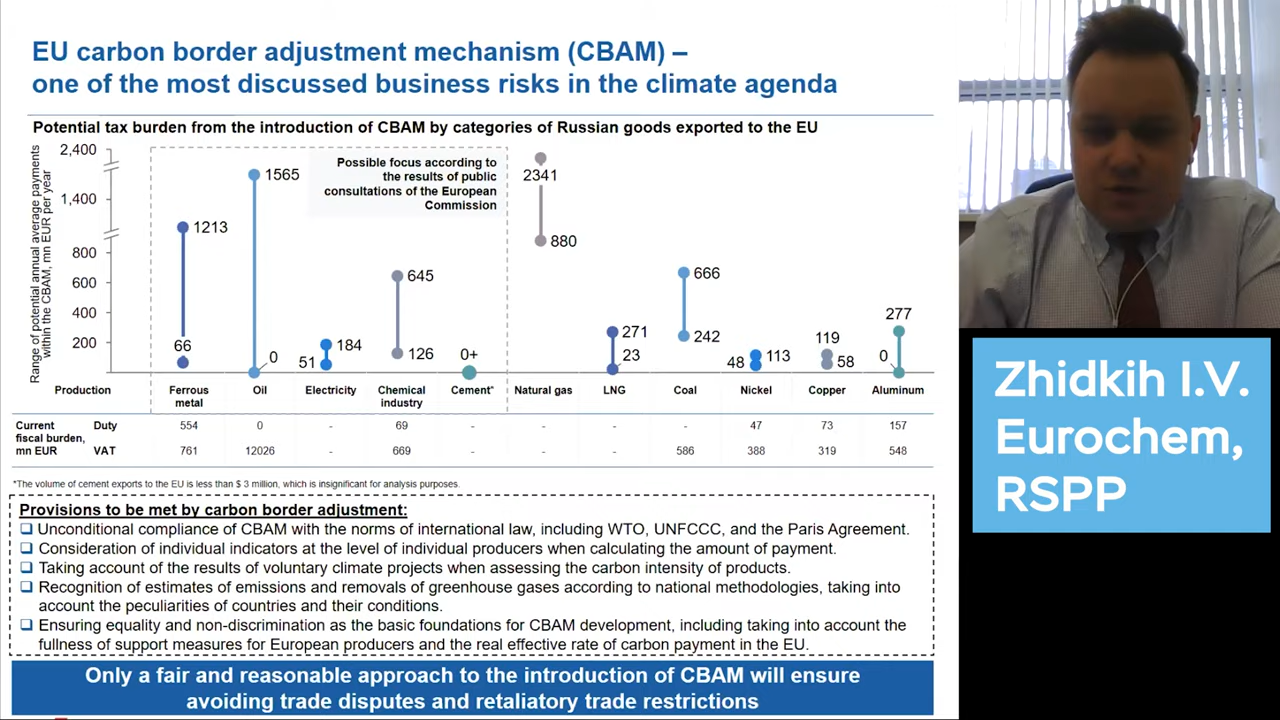 EU carbon border adjustment mechanism (CBAM) –
one of the most discussed business risks in the climate agenda
Potential tax burden from the introduction of CBAM by categories of Russian goods exported to the EU
Range of potential annual average payments
within the CBAM, mn EUR per year
2,400
1,400
800
600
400
200
Possible focus according to
the results of public
consultations of the European
Commission
1213
66
1565
0
51
184
645
126
0+
2341
880
271
23
666
242
48
113
119
58
277
0
Production
Ferrous
metal
Oil
Electricity
Chemical
industry
Cement*
Natural gas
LNG
Coal
Nickel
Copper
Aluminum
Current
fiscal burden,
mn EUR
Duty 554 0 - 69 - - - - 47 73 157
VAT 761 12026 - 669 - - - 586 388 319 548
*The volume of cement exports to the EU is less than $ 3 million, which is insignificant for analysis purposes.
Provisions to be met by carbon border adjustment:
❑ Unconditional compliance of CBAM with the norms of international law, including WTO, UNFCCC, and the Paris Agreement.
❑ Consideration of individual indicators at the level of individual producers when calculating the amount of payment.
❑ Taking account of the results of voluntary climate projects when assessing the carbon intensity of products.
❑ Recognition of estimates of emissions and removals of greenhouse gases according to national methodologies, taking into
account the peculiarities of countries and their conditions.
❑ Ensuring equality and non-discrimination as the basic foundations for CBAM development, including taking into account the
fullness of support measures for European producers and the real effective rate of carbon payment in the EU.
Only a fair and reasonable approach to the introduction of CBAM will ensure
avoiding trade disputes and retaliatory trade restrictions
Zhidkih I.V.
Eurochem,
RSPP